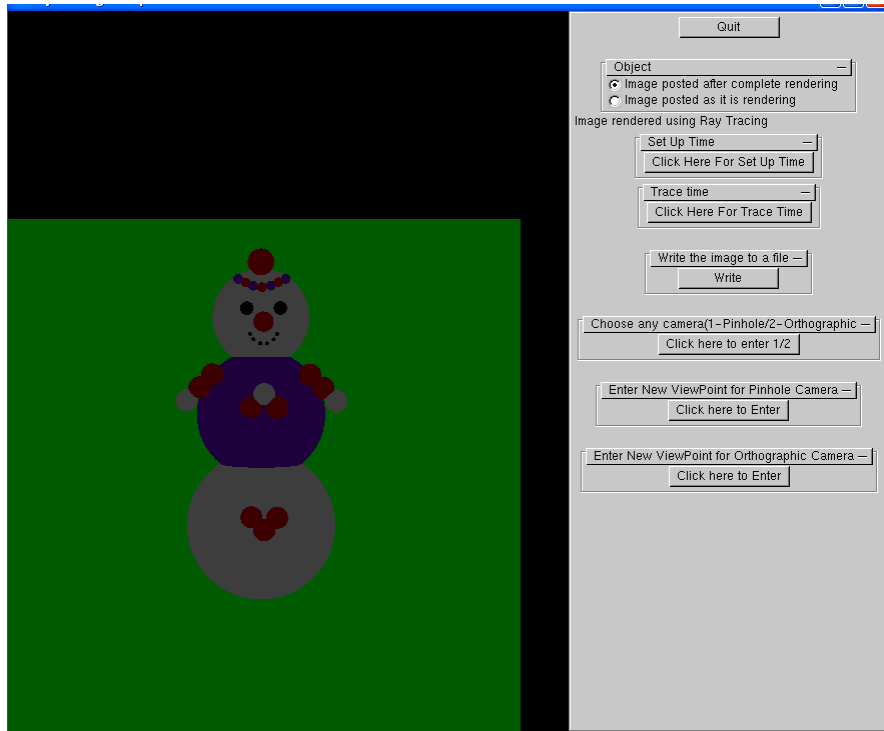 Quit
Object
Image posted after complete rendering
Image posted as it is rendering
Image rendered using Ray Tracing
Set Up Time
Click Here For Set Up Time
Trace time
Click Here For Trace Time
Write the image to a file
Write
Choose any camera(1-Pinhole/2-Orthographic
Click here to enter 1/2
Enter New ViewPoint for Pinhole Camera
Click here to Enter
Enter New ViewPoint for Orthographic Camera
Click here to Enter